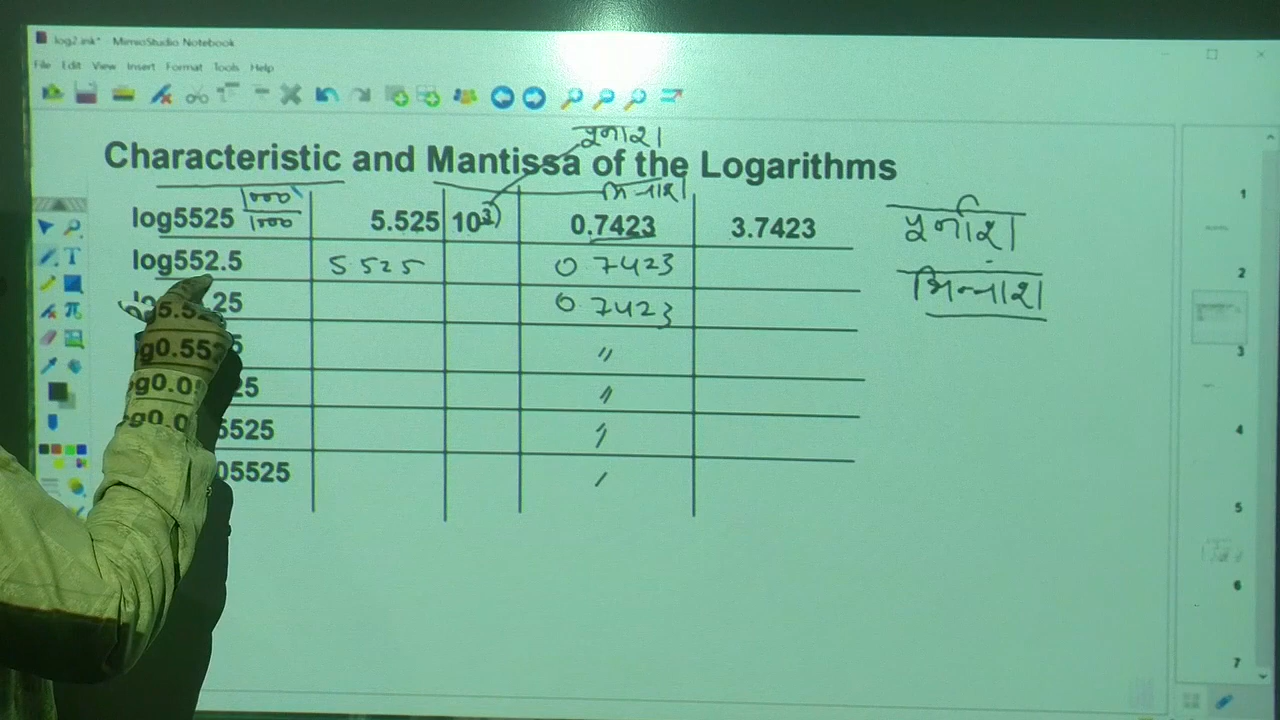 log2.ink* - MimioStudio Notebook
File Edit View Insert Format Tools Help
पूर्णांश
Characteristic and Mantissa of the Logarithms
भिन्नांश
log5525 1000/1000 5.525 10³ 0.7423 3.7423
पूर्णांश
log552.5 5.525 0.7423
भिन्नांश
25 0.7423
g0.55 5 〃
g0.0 25 〃
g0.0 5525
05525
1
2
3
4
5
6
7